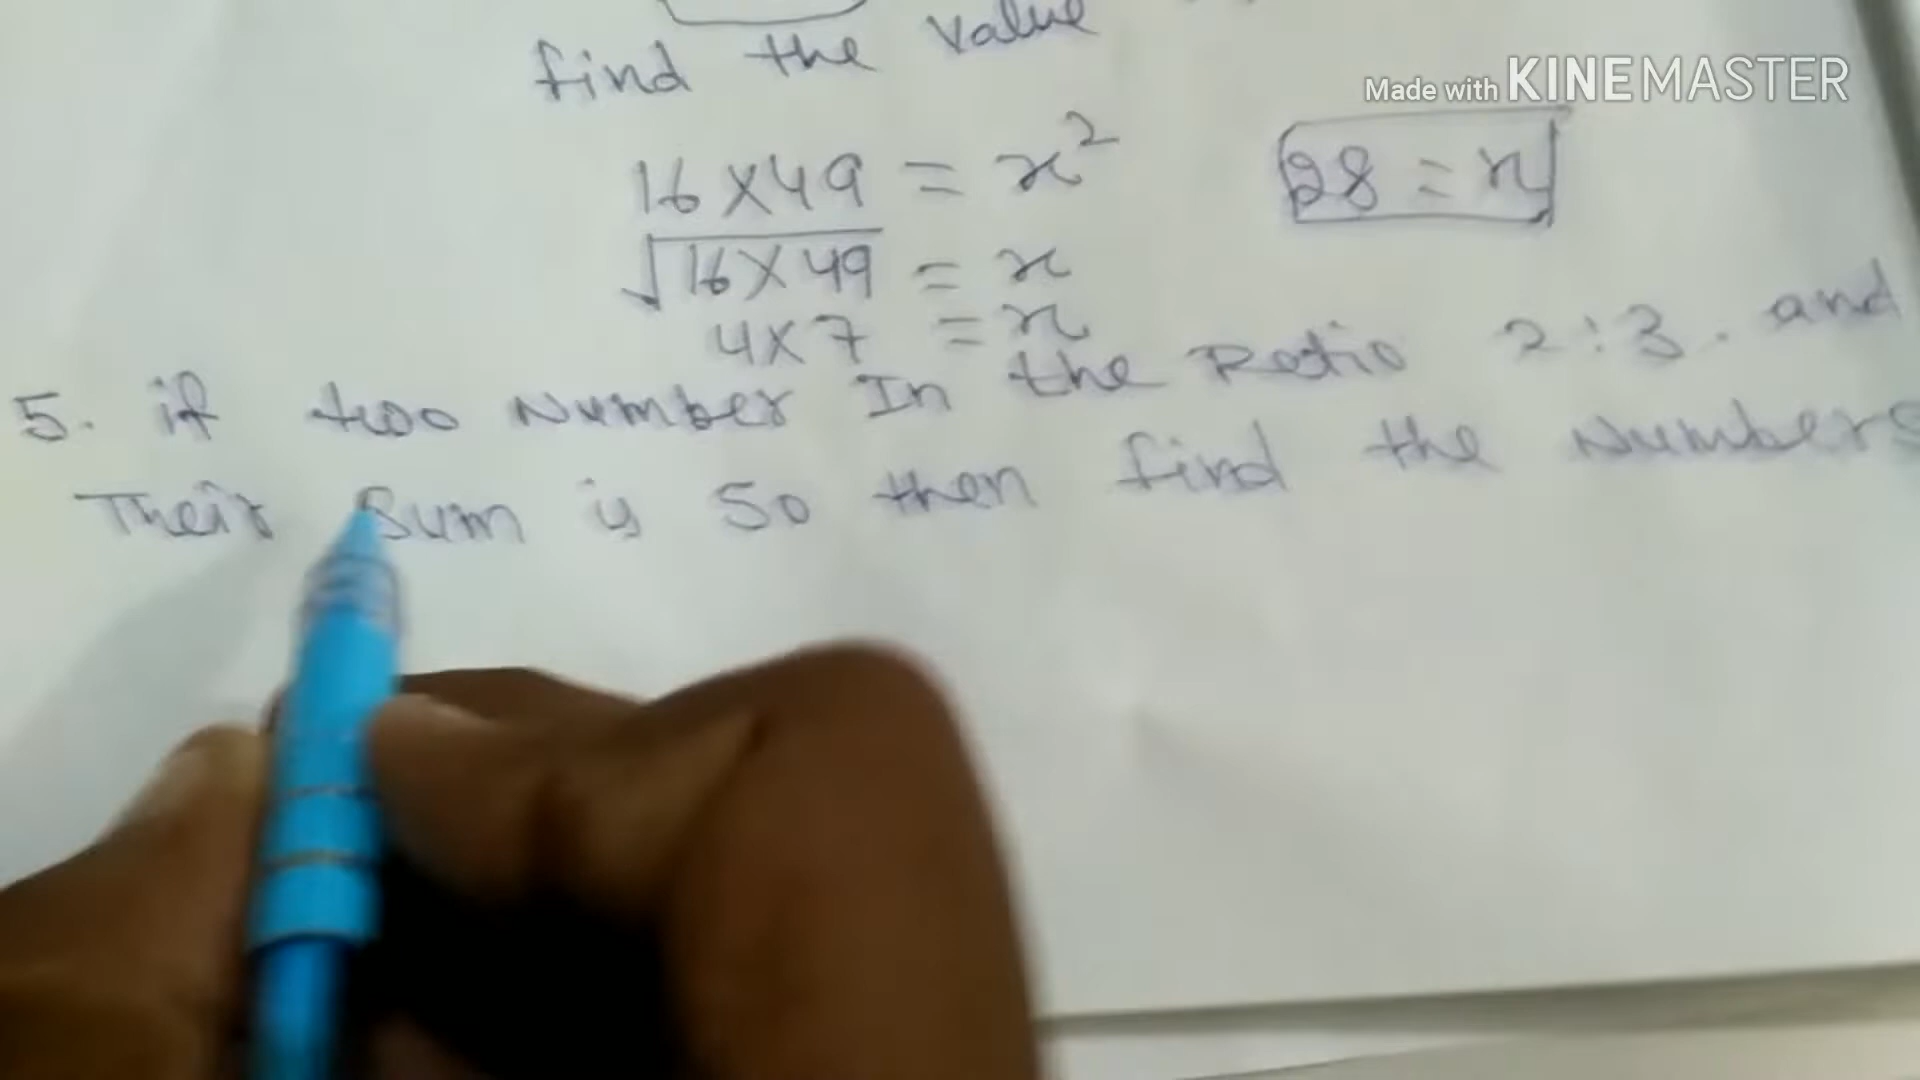 find the value
Made with KINEMASTER
16 X 49 = x²
28 = x
√16 X 49 = x
4 X 7 = x
5. if two Number In the Ratio 2:3. and
Their Sum is 50 then find the Numbers